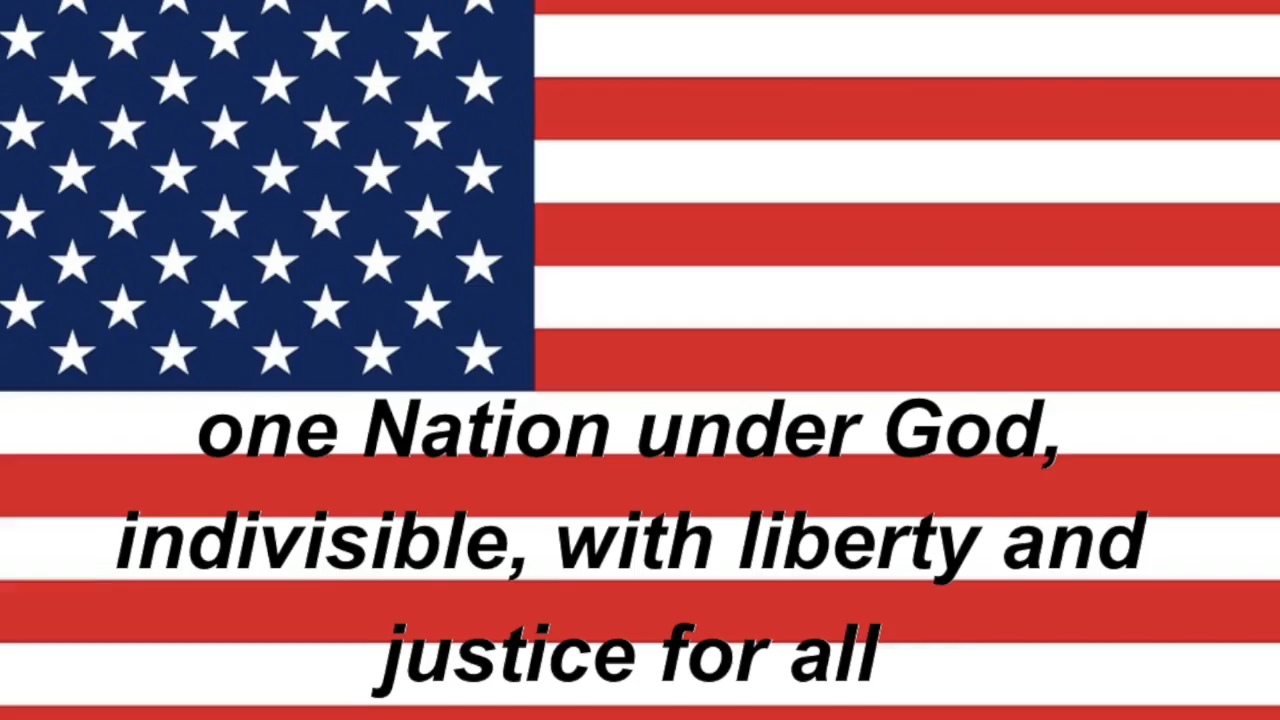 one Nation under God,
indivisible, with liberty and
justice for all